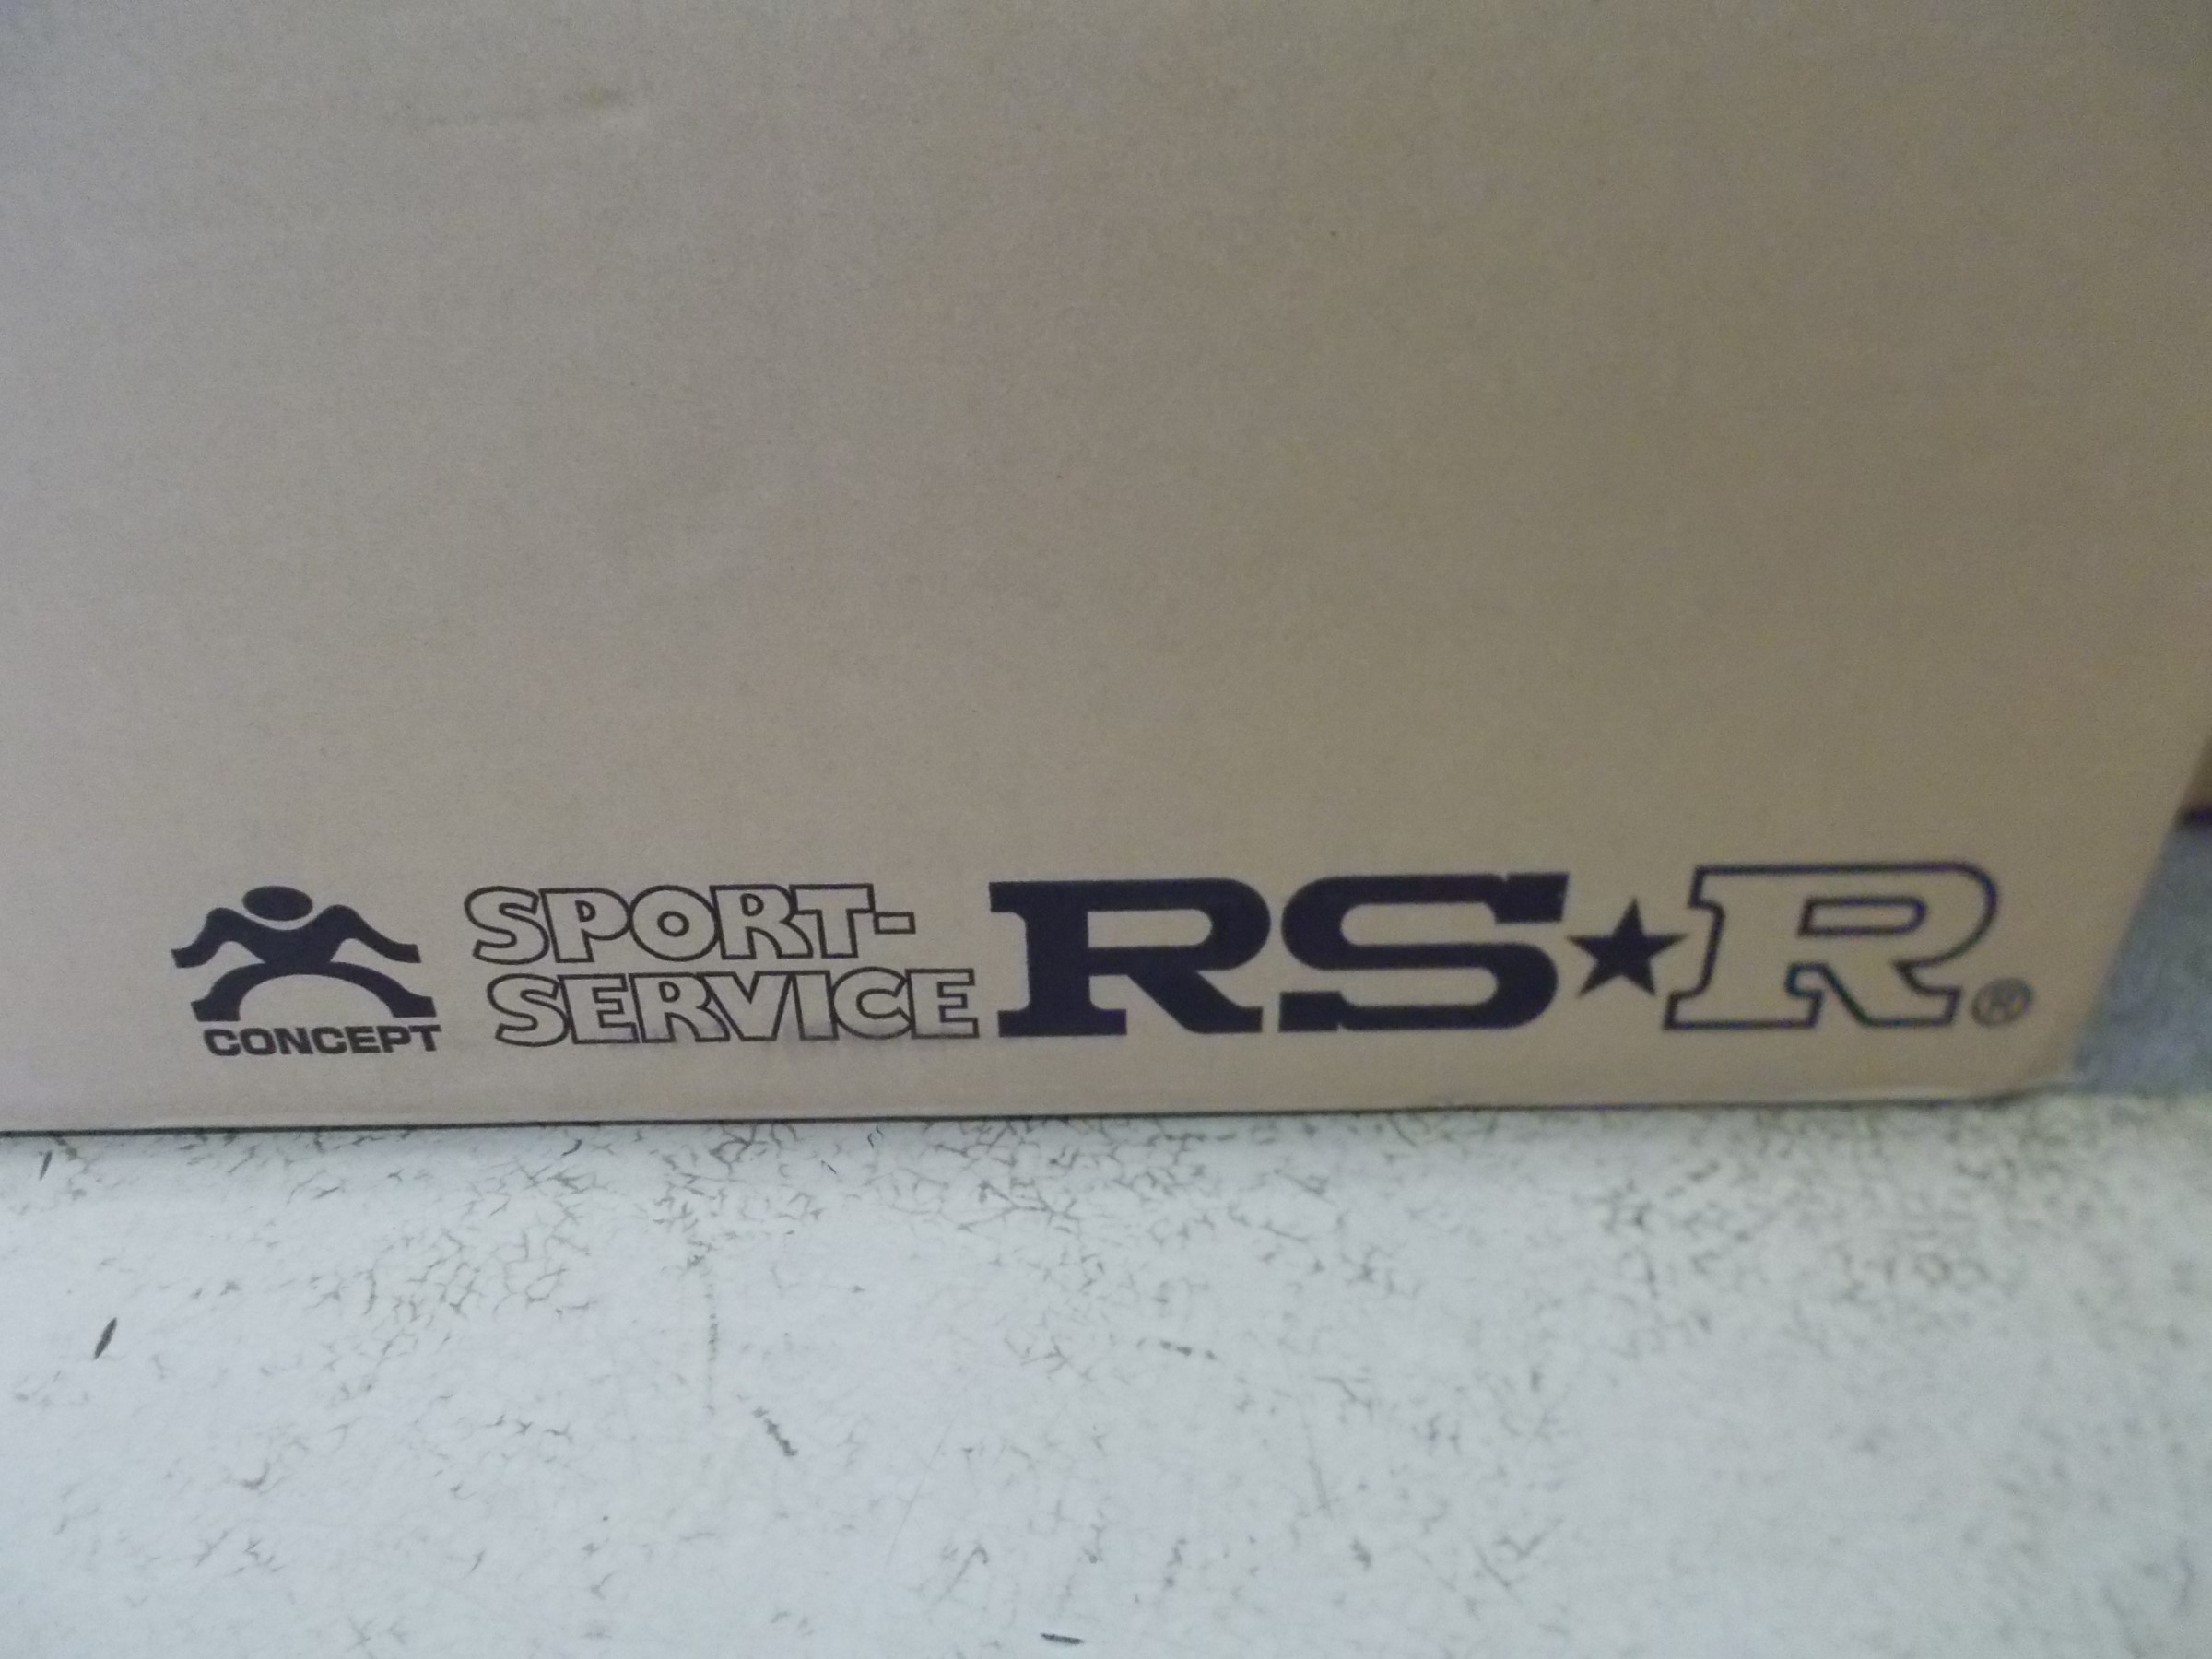 CONCEPT
SPORT-
SERVICE
RS★R®